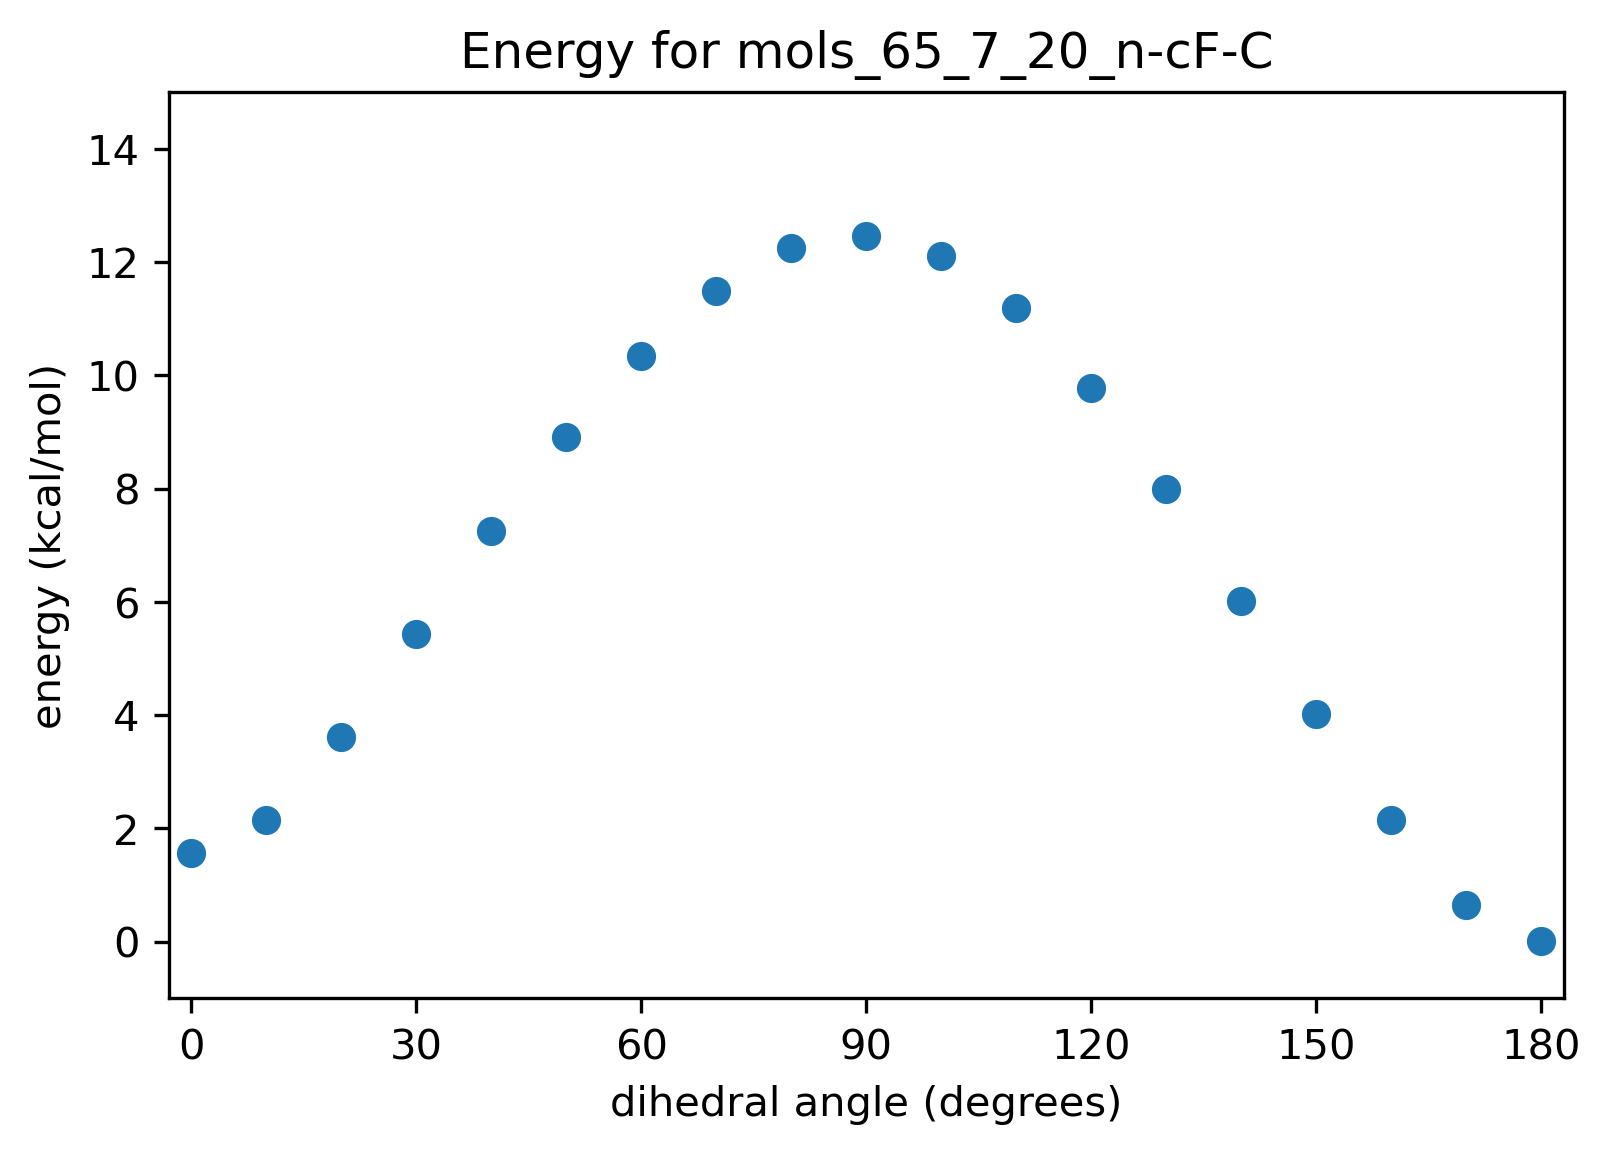 Energy for mols_65_7_20_n-cF-C
14
12
10
8
6
4
2
0
energy (kcal/mol)
0 30 60 90 120 150 180
dihedral angle (degrees)